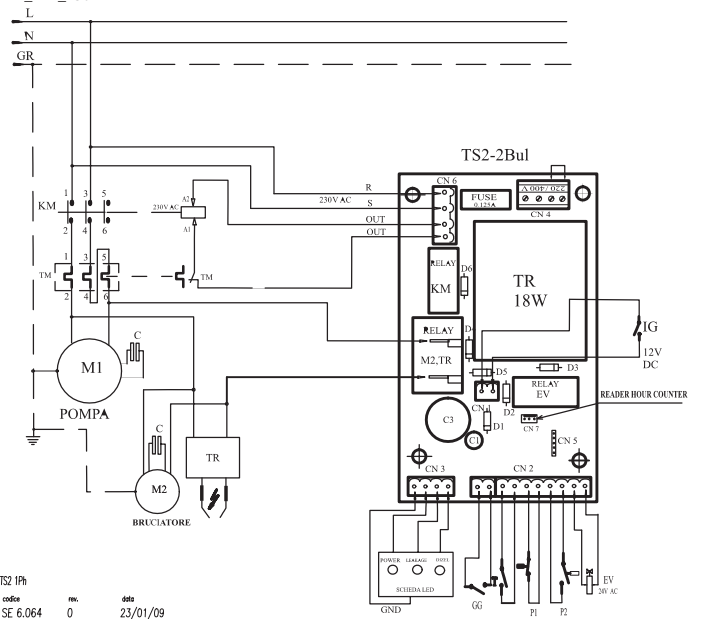 L
N
GR
TS2-2Bul
CN 6
R
230V AC
S
OUT
OUT
FUSE
0.125A
220 / 400 V
CN 4
1 3 5
KM
2 4 6
230V AC
A2
A1
1 3 5
TM
2 4 6
TM
RELAY
KM
D6
TR
18W
RELAY
M2,TR
D4
D5
D3
IG
12V
DC
RELAY
EV
READER HOUR COUNTER
CN 1
D2
D1
CN 7
CN 5
C3
C1
M1
C
POMPA
C
M2
BRUCIATORE
TR
CN 3
CN 2
POWER LEAKAGE
SCHEDA LED
GND
GG
P1
P2
EV
24V AC
TS2 1Ph
codice rev. data
SE 6.064 0 23/01/09